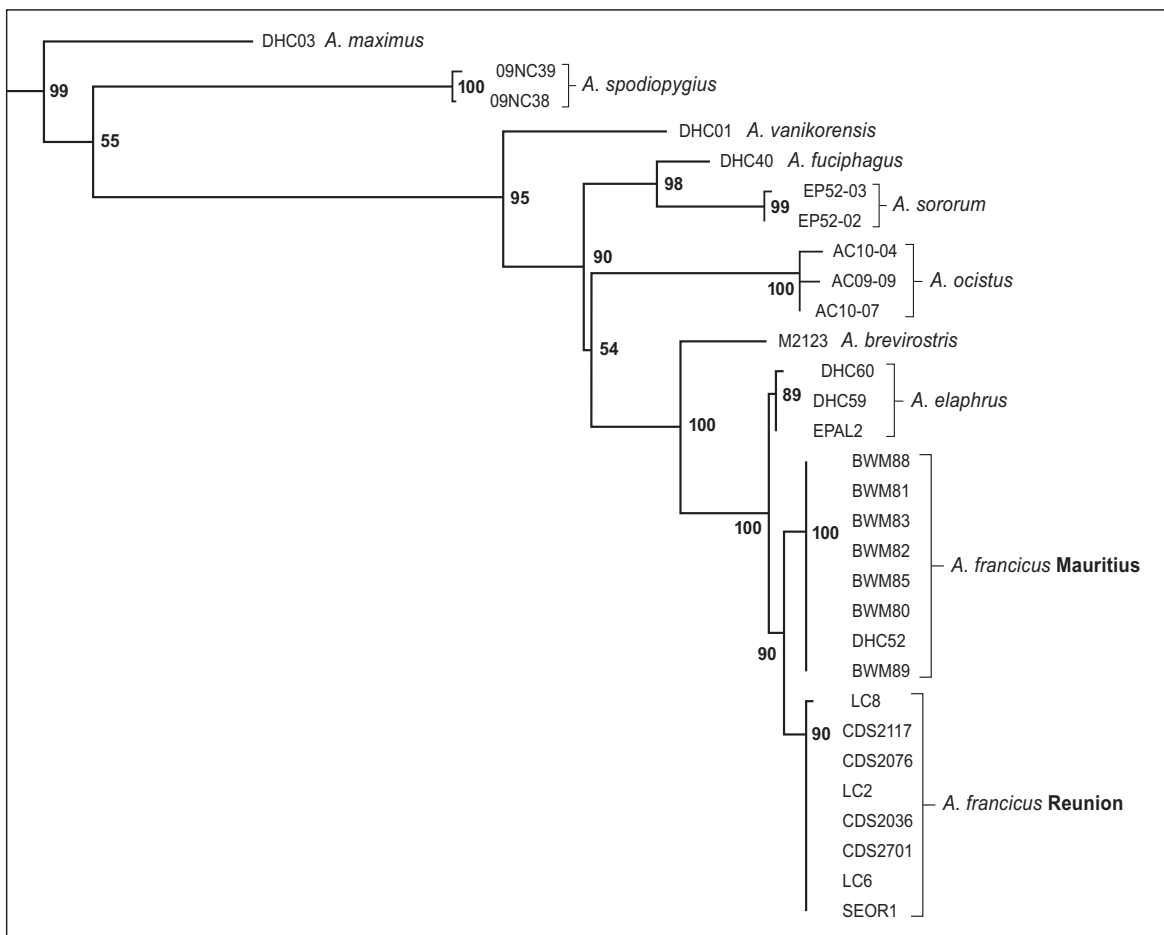 DHC03 A. maximus
99
09NC39
100 A. spodiopygius
09NC38
55
DHC01 A. vanikorensis
DHC40 A. fuciphagus
98
EP52-03
95
99 A. sororum
EP52-02
90
AC10-04
AC09-09 A. ocistus
100
AC10-07
M2123 A. brevirostris
54
DHC60
89
DHC59 A. elaphrus
100
EPAL2
BWM88
BWM81
BWM83
100
100
BWM82
A. francicus Mauritius
BWM85
BWM80
DHC52
90
BWM89
LC8
90
CDS2117
CDS2076
LC2
A. francicus Reunion
CDS2036
CDS2701
LC6
SEOR1